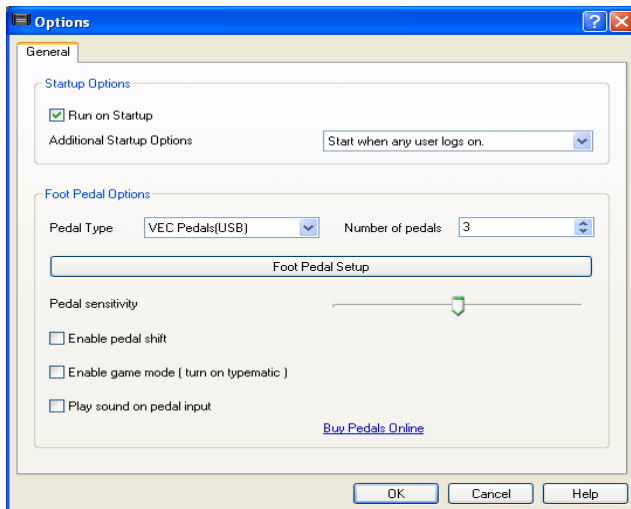 Options
General
Startup Options
Run on Startup
Additional Startup Options Start when any user logs on.
Foot Pedal Options
Pedal Type VEC Pedals(USB) Number of pedals 3
Foot Pedal Setup
Pedal sensitivity
Enable pedal shift
Enable game mode ( turn on typematic )
Play sound on pedal input
Buy Pedals Online
OK Cancel Help